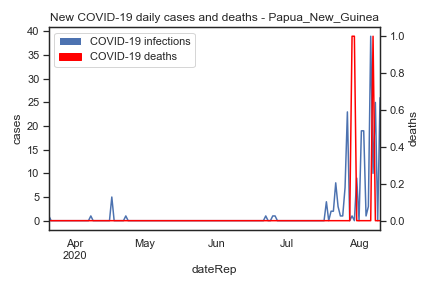 New COVID-19 daily cases and deaths - Papua_New_Guinea
COVID-19 infections
COVID-19 deaths
40
35
30
25
20
15
10
5
0
cases
1.0
0.8
0.6
0.4
0.2
0.0
deaths
Apr
2020
May
Jun
Jul
Aug
dateRep